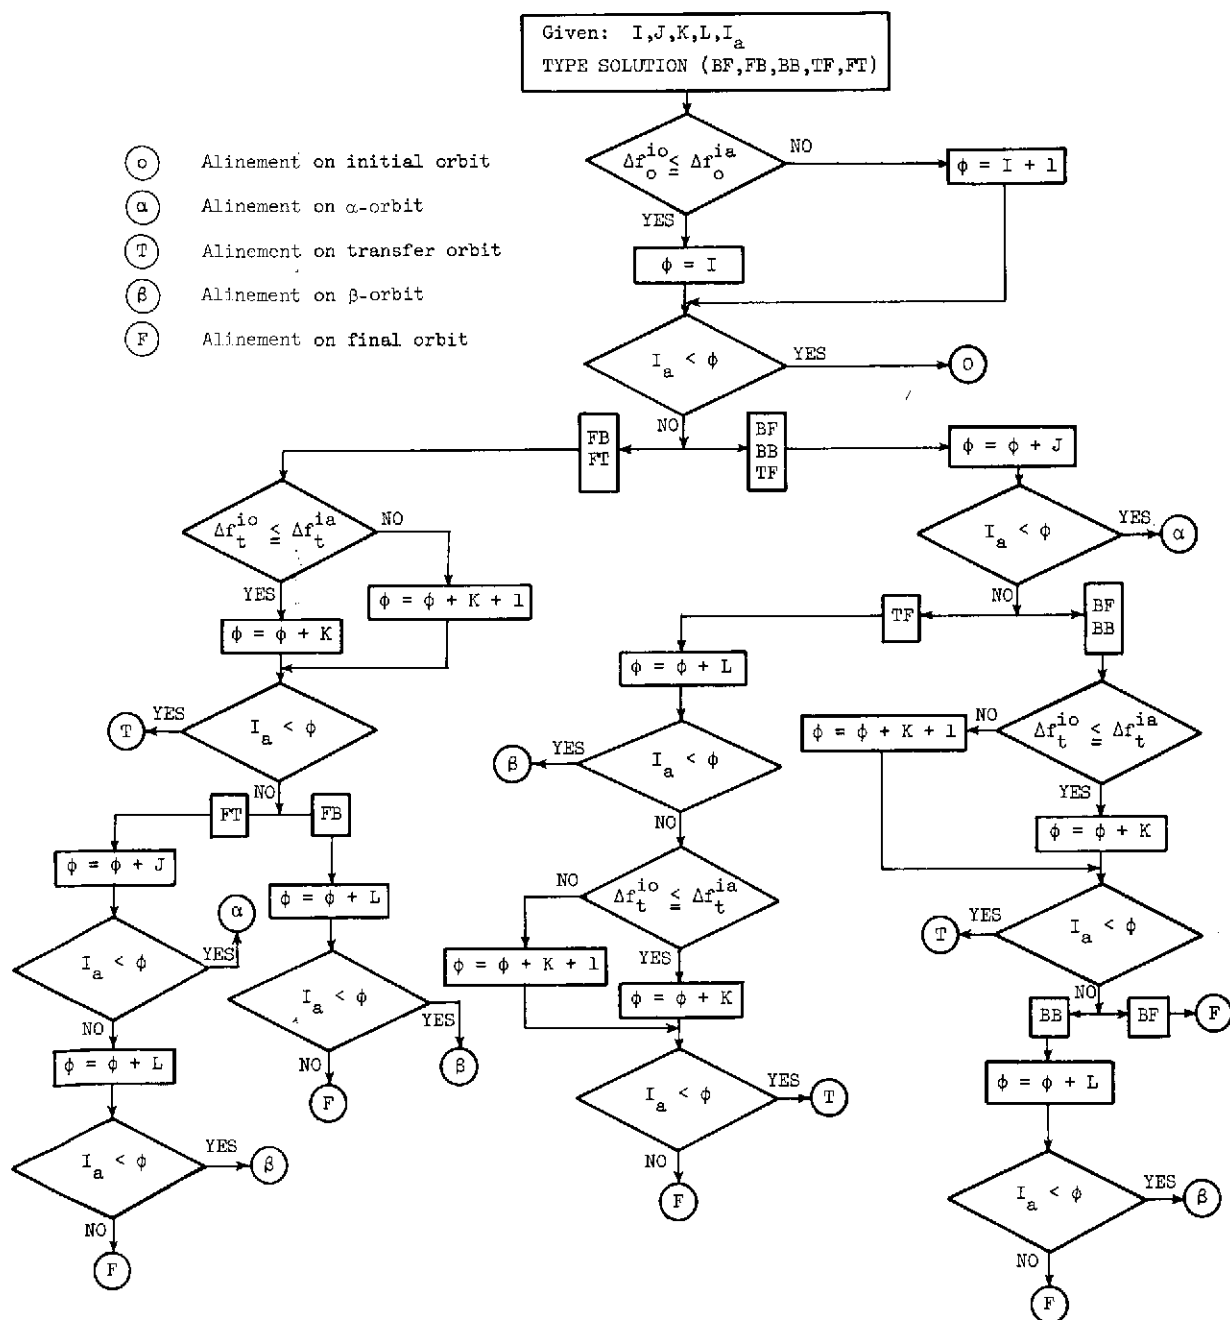 Given: I,J,K,L,I_a
TYPE SOLUTION (BF,FB,BB,TF,FT)
o Alinement on initial orbit
α Alinement on α-orbit
T Alinement on transfer orbit
β Alinement on β-orbit
F Alinement on final orbit
Δf_o^io ≦ Δf_o^ia
NO
φ = I + 1
YES
φ = I
I_a < φ
YES
o
NO
FB
FT
BF
BB
TF
φ = φ + J
Δf_t^io ≦ Δf_t^ia
NO
I_a < φ
YES
α
YES
φ = φ + K + 1
φ = φ + K
NO
TF
BF
BB
φ = φ + L
I_a < φ
YES
T
NO
Δf_t^io ≦ Δf_t^ia
NO
φ = φ + K + 1
I_a < φ
YES
β
NO
YES
φ = φ + K
FT
FB
φ = φ + J
φ = φ + L
Δf_t^io ≦ Δf_t^ia
NO
YES
φ = φ + K + 1
φ = φ + K
I_a < φ
YES
T
NO
α
I_a < φ
YES
NO
I_a < φ
YES
β
NO
F
BB
BF
F
φ = φ + L
φ = φ + L
I_a < φ
YES
T
NO
F
I_a < φ
YES
β
NO
F
I_a < φ
YES
β
NO
F